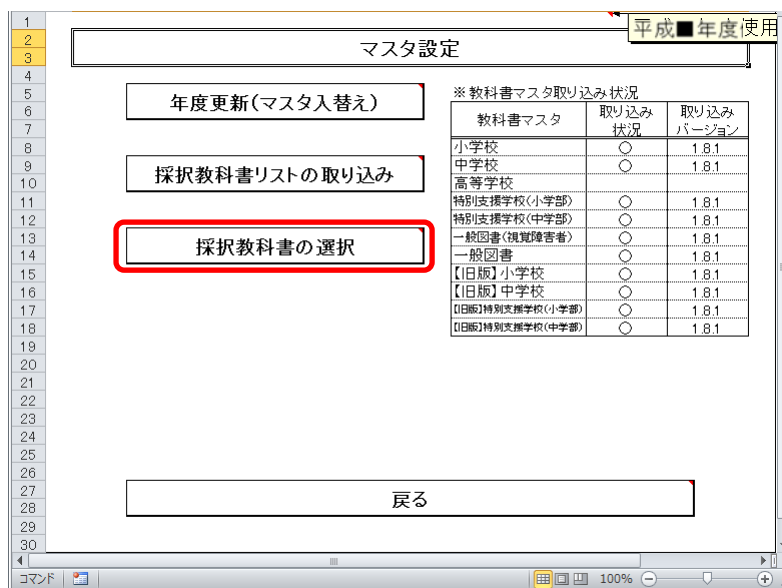 平成■年度使用
マスタ設定
年度更新(マスタ入替え)
採択教科書リストの取り込み
採択教科書の選択
※教科書マスタ取り込み状況
教科書マスタ 取り込み状況 取り込みバージョン
小学校 ○ 1.8.1
中学校 ○ 1.8.1
高等学校
特別支援学校(小学部) ○ 1.8.1
特別支援学校(中学部) ○ 1.8.1
一般図書(視覚障害者) ○ 1.8.1
一般図書 ○ 1.8.1
【旧版】小学校 ○ 1.8.1
【旧版】中学校 ○ 1.8.1
【旧版】特別支援学校(小学部) ○ 1.8.1
【旧版】特別支援学校(中学部) ○ 1.8.1
戻る
1
2
3
4
5
6
7
8
9
10
11
12
13
14
15
16
17
18
19
20
21
22
23
24
25
26
27
28
29
30
コマンド 100%